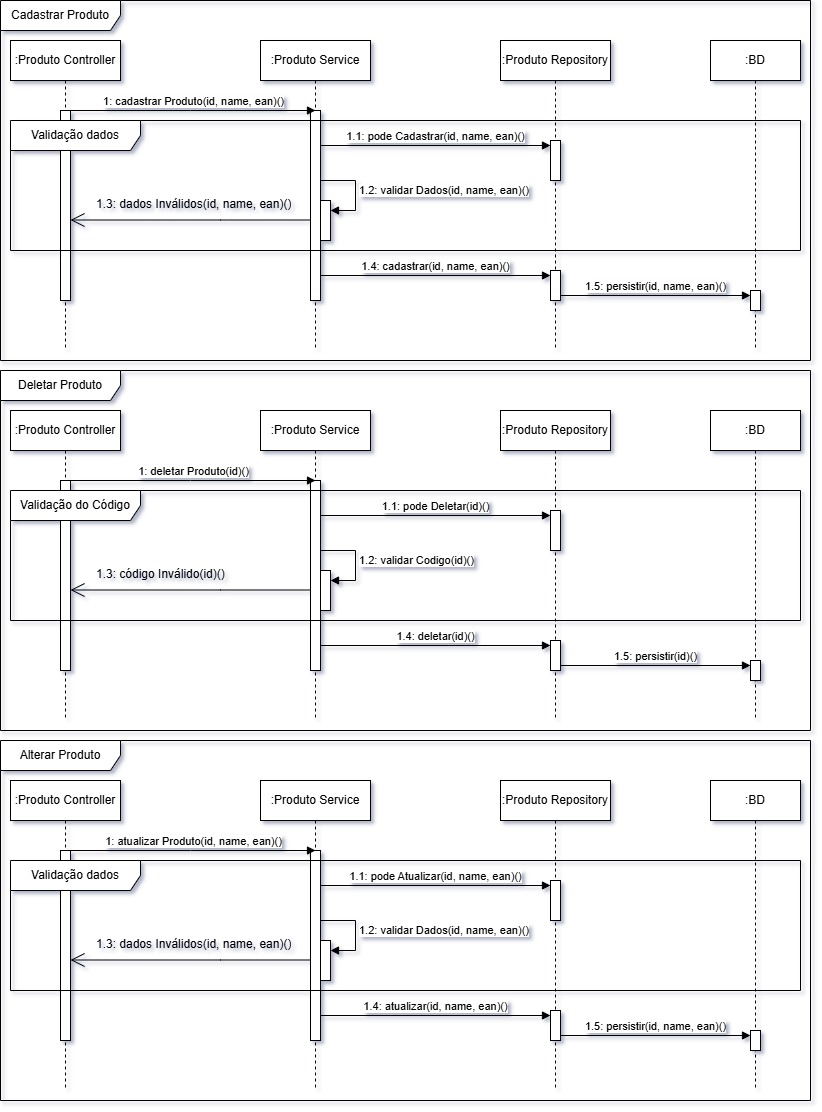 Cadastrar Produto
:Produto Controller
:Produto Service
:Produto Repository
:BD
1: cadastrar Produto(id, name, ean)()
Validação dados
1.1: pode Cadastrar(id, name, ean)()
1.2: validar Dados(id, name, ean)()
1.3: dados Inválidos(id, name, ean)()
1.4: cadastrar(id, name, ean)()
1.5: persistir(id, name, ean)()
Deletar Produto
:Produto Controller
:Produto Service
:Produto Repository
:BD
1: deletar Produto(id)()
Validação do Código
1.1: pode Deletar(id)()
1.2: validar Codigo(id)()
1.3: código Inválido(id)()
1.4: deletar(id)()
1.5: persistir(id)()
Alterar Produto
:Produto Controller
:Produto Service
:Produto Repository
:BD
1: atualizar Produto(id, name, ean)()
Validação dados
1.1: pode Atualizar(id, name, ean)()
1.2: validar Dados(id, name, ean)()
1.3: dados Inválidos(id, name, ean)()
1.4: atualizar(id, name, ean)()
1.5: persistir(id, name, ean)()